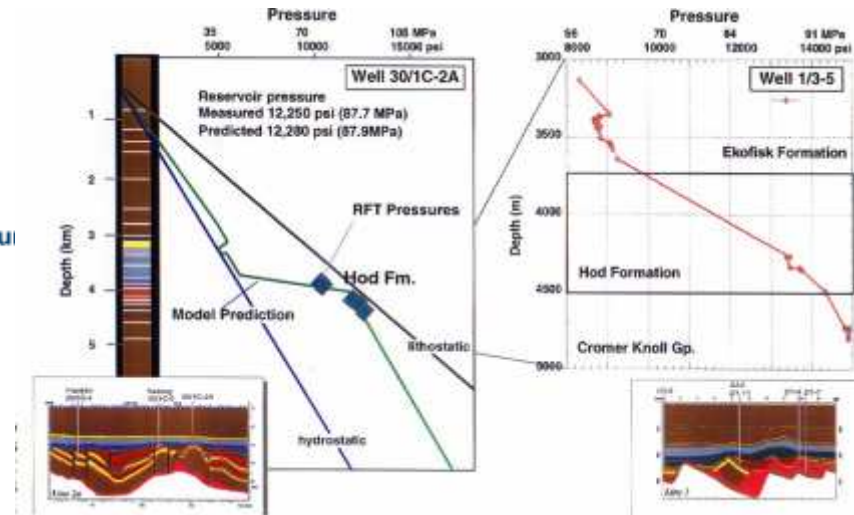 Pressure
35 70 105 MPa
5000 10000 15000 psi
Well 30/1C-2A
Reservoir pressure
Measured 12,250 psi (87.7 MPa)
Predicted 12,280 psi (87.9MPa)
1
2
3
4
5
Depth (km)
RFT Pressures
Hod Fm.
Model Prediction
lithostatic
hydrostatic
Pressure
84 91 MPa
8000 10000 12000 14000 psi
Well 1/3-5
3000
3500
4000
4500
5000
Depth (m)
Ekofisk Formation
Hod Formation
Cromer Knoll Gp.